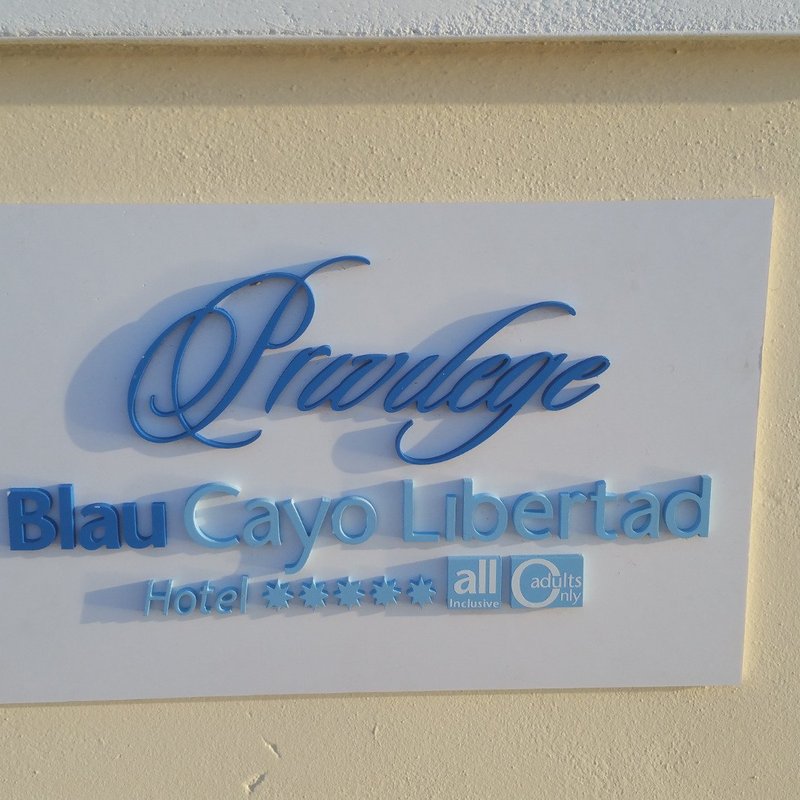 Privilege
Blau Cayo Libertad
Hotel ***** all Inclusive adults Only